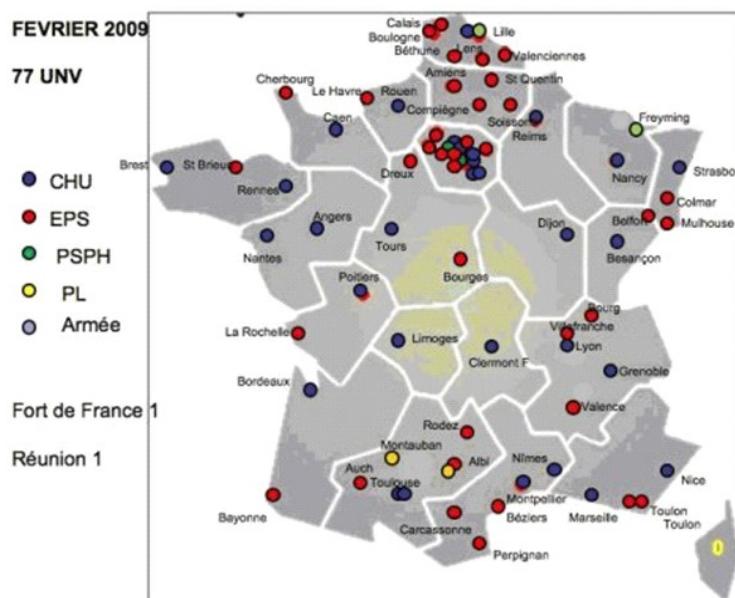 FEVRIER 2009
77 UNV
CHU
EPS
PSPH
PL
Armée
Fort de France 1
Réunion 1
Calais
Boulogne
Lille
Béthune
Lens
Valenciennes
Amiens
St Quentin
Cherbourg
Le Havre
Rouen
Compiègne
Soissons
Reims
Caen
Freyming
Brest
St Brieuc
Rennes
Dreux
Nancy
Strasbo
Colmar
Belfort
Mulhouse
Angers
Nantes
Tours
Dijon
Besançon
Bourges
Poitiers
La Rochelle
Bourg
Villefranche
Limoges
Lyon
Clermont F
Grenoble
Bordeaux
Valence
Rodez
Montauban
Albi
Nîmes
Auch
Toulouse
Nice
Montpellier
Bayonne
Béziers
Marseille
Toulon
Toulon
Carcassonne
Perpignan
0